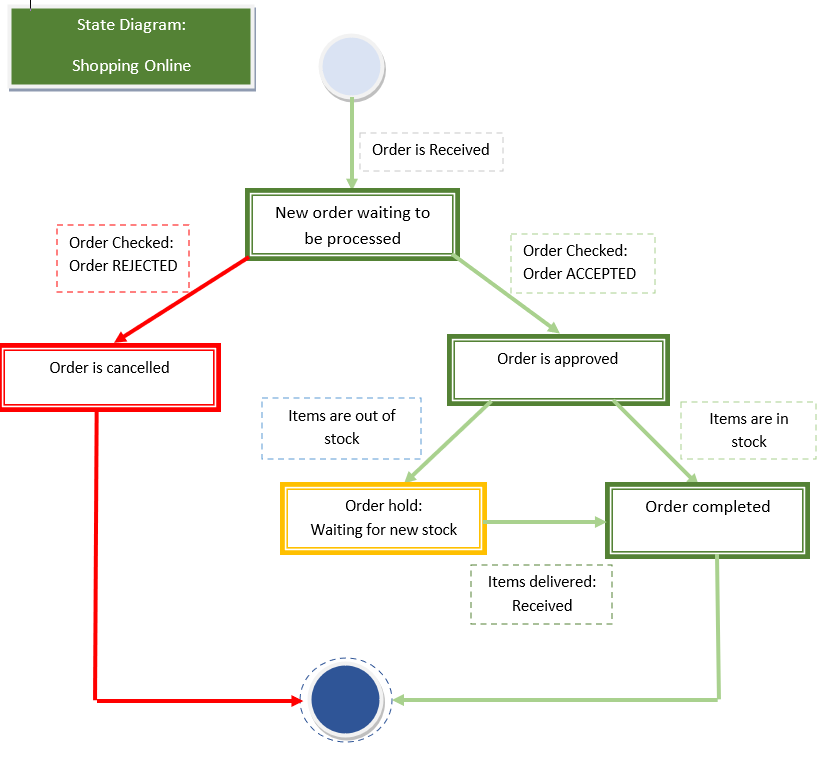 State Diagram:
Shopping Online
Order is Received
New order waiting to
be processed
Order Checked:
Order REJECTED
Order Checked:
Order ACCEPTED
Order is cancelled
Order is approved
Items are out of
stock
Items are in
stock
Order hold:
Waiting for new stock
Order completed
Items delivered:
Received